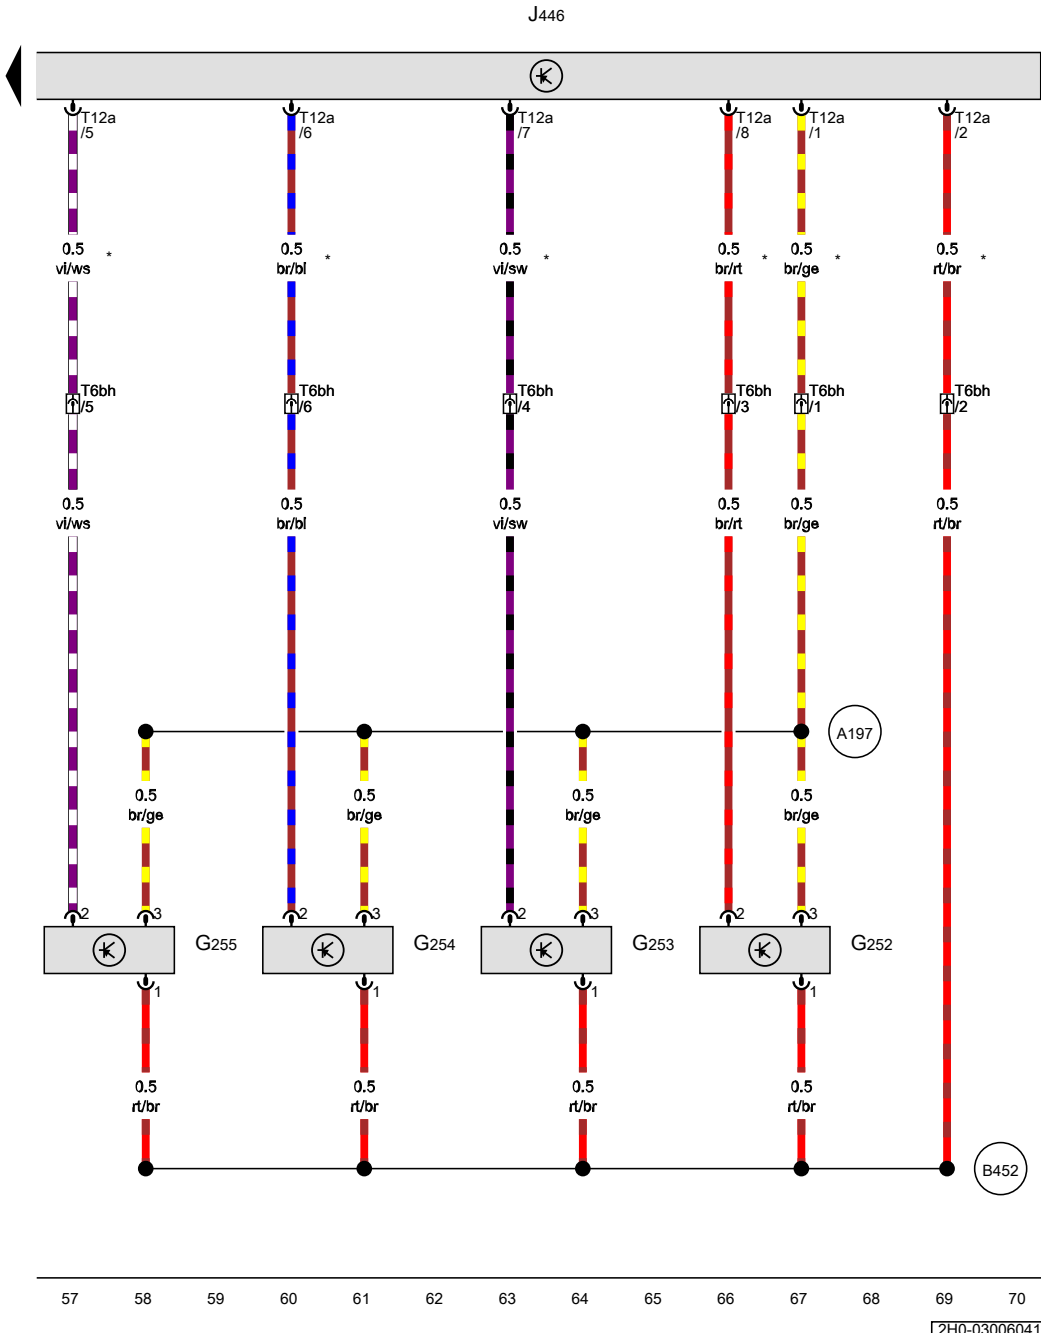 J446
T12a T12a T12a T12a T12a T12a
/5 /6 /7 /8 /1 /2
0.5 0.5 0.5 0.5 0.5 0.5
vi/ws * br/bl * vi/sw * br/rt * br/ge * rt/br *
T6bh T6bh T6bh T6bh T6bh T6bh
/5 /6 /4 /3 /1 /2
0.5 0.5 0.5 0.5 0.5 0.5
vi/ws br/bl vi/sw br/rt br/ge rt/br
A197
0.5 0.5 0.5 0.5
br/ge br/ge br/ge br/ge
2 3 2 3 2 3 2 3
G255 G254 G253 G252
1 1 1 1
0.5 0.5 0.5 0.5
rt/br rt/br rt/br rt/br
B452
57 58 59 60 61 62 63 64 65 66 67 68 69 70
2H0-03006041